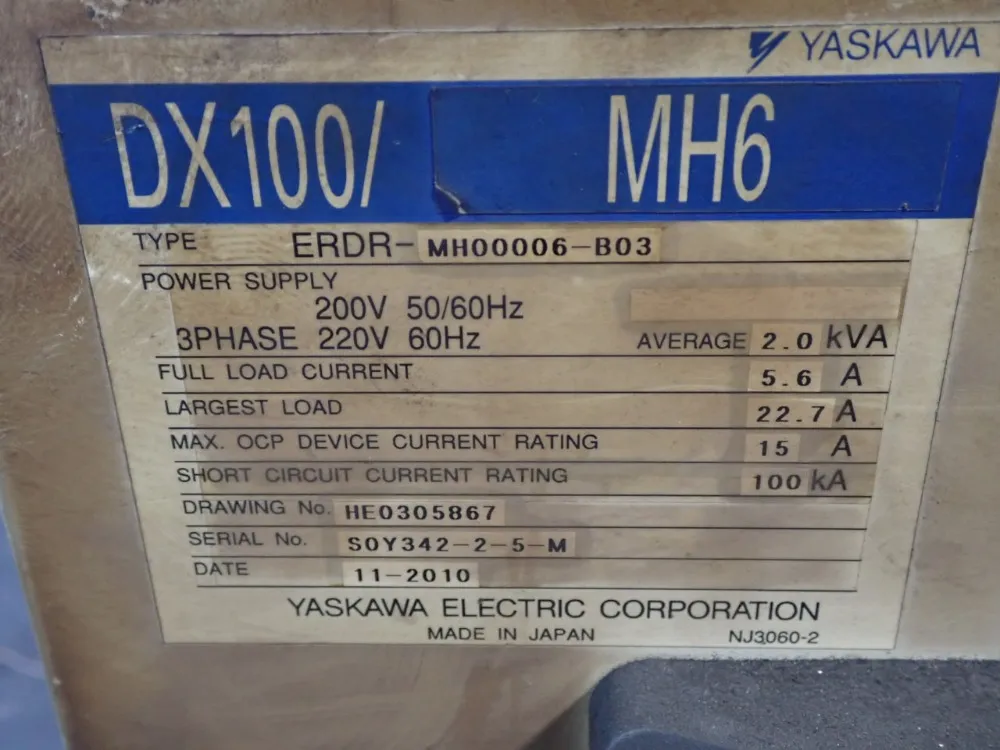 YASKAWA
DX100/ MH6
TYPE ERDR-MH00006-B03
POWER SUPPLY
200V 50/60Hz
3PHASE 220V 60Hz AVERAGE 2.0 kVA
FULL LOAD CURRENT 5.6 A
LARGEST LOAD 22.7 A
MAX. OCP DEVICE CURRENT RATING 15 A
SHORT CIRCUIT CURRENT RATING 100 kA
DRAWING No. HE0305867
SERIAL No. S0Y342-2-5-M
DATE 11-2010
YASKAWA ELECTRIC CORPORATION
MADE IN JAPAN NJ3060-2